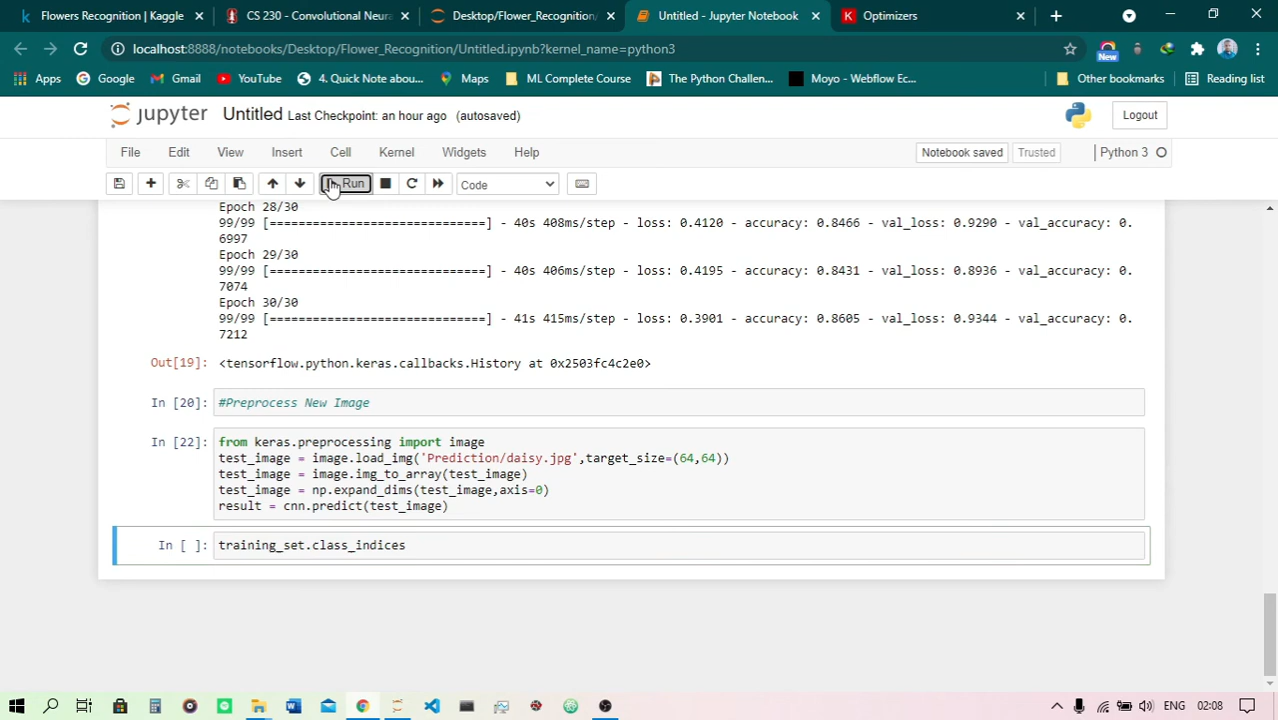 Flowers Recognition | Kaggle
CS 230 - Convolutional Neura
Desktop/Flower_Recognition/
Untitled - Jupyter Notebook
Optimizers
localhost:8888/notebooks/Desktop/Flower_Recognition/Untitled.ipynb?kernel_name=python3
New
Apps
Google
Gmail
YouTube
4. Quick Note abou...
Maps
ML Complete Course
The Python Challen...
Moyo - Webflow Ec...
Other bookmarks
Reading list
jupyter Untitled Last Checkpoint: an hour ago (autosaved)
Logout
File Edit View Insert Cell Kernel Widgets Help
Notebook saved Trusted Python 3
Run Code
Epoch 28/30
99/99 [==============================] - 40s 408ms/step - loss: 0.4120 - accuracy: 0.8466 - val_loss: 0.9290 - val_accuracy: 0.
6997
Epoch 29/30
99/99 [==============================] - 40s 406ms/step - loss: 0.4195 - accuracy: 0.8431 - val_loss: 0.8936 - val_accuracy: 0.
7074
Epoch 30/30
99/99 [==============================] - 41s 415ms/step - loss: 0.3901 - accuracy: 0.8605 - val_loss: 0.9344 - val_accuracy: 0.
7212
Out[19]: <tensorflow.python.keras.callbacks.History at 0x2503fc4c2e0>
In [20]: #Preprocess New Image
In [22]: from keras.preprocessing import image
test_image = image.load_img('Prediction/daisy.jpg',target_size=(64,64))
test_image = image.img_to_array(test_image)
test_image = np.expand_dims(test_image,axis=0)
result = cnn.predict(test_image)
In [ ]: training_set.class_indices
ENG 02:08